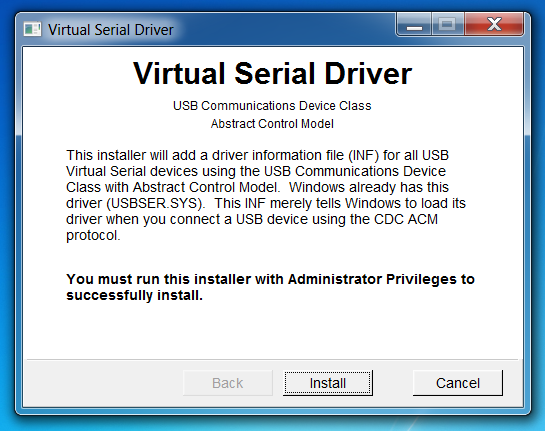 Virtual Serial Driver
Virtual Serial Driver
USB Communications Device Class
Abstract Control Model
This installer will add a driver information file (INF) for all USB
Virtual Serial devices using the USB Communications Device
Class with Abstract Control Model.  Windows already has this
driver (USBSER.SYS).  This INF merely tells Windows to load its
driver when you connect a USB device using the CDC ACM
protocol.
You must run this installer with Administrator Privileges to
successfully install.
Back Install Cancel